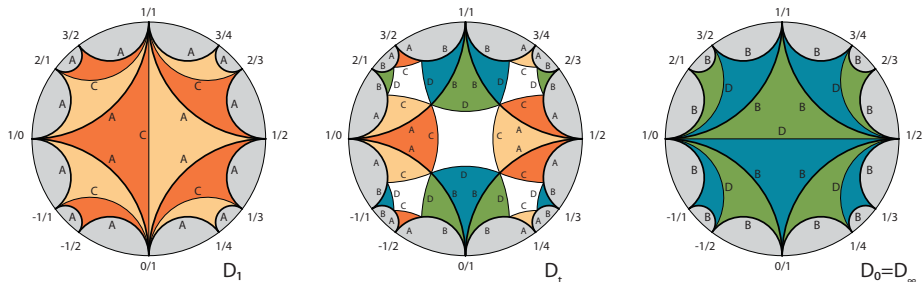 1/1
3/2 A A 3/4
2/1 A A 2/3
A C C A
A A
1/0 C 1/2
A A
A C C A
-1/1 A A 1/3
-1/2 A A 1/4
0/1
D₁
1/1
3/2 A A B B A A 3/4
2/1 B C C B 2/3
B D D B B D D B
C D C
A A A A
1/0 C C 1/2
A A A A
C D C
B D D B B D D B
-1/1 B C C B 1/3
-1/2 A A B B A A 1/4
0/1
Dₜ
1/1
3/2 B B 3/4
2/1 B B 2/3
B D D B
B B
1/0 D 1/2
B B
B D D B
-1/1 B B 1/3
-1/2 B B 1/4
0/1
D₀=D∞